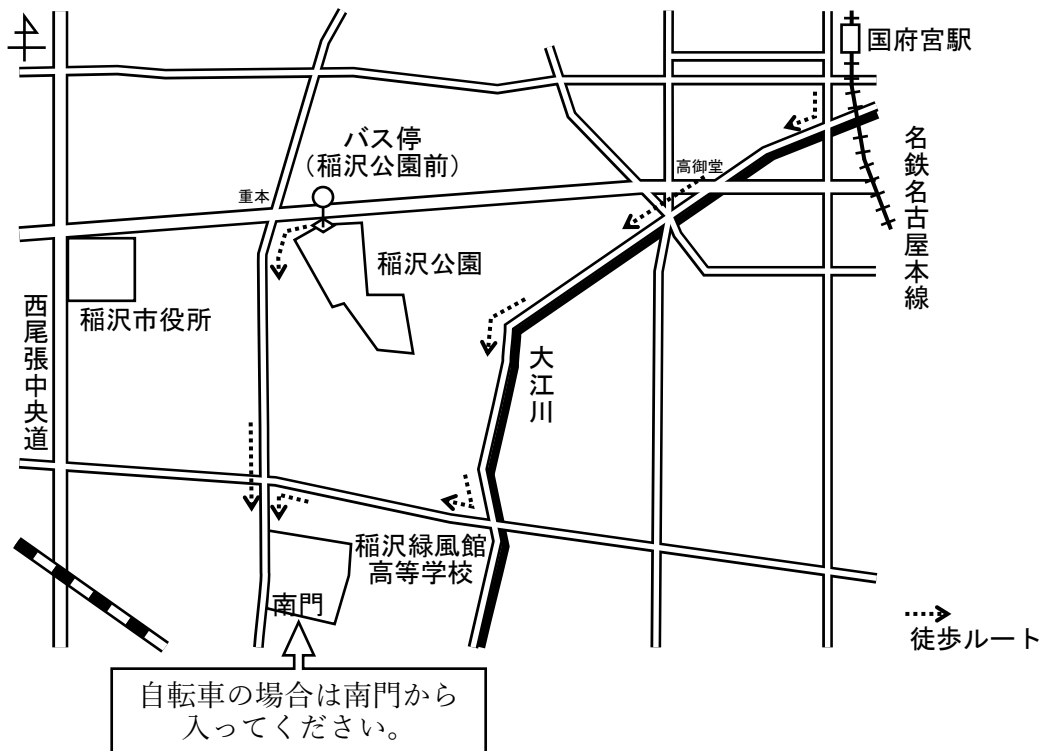 国府宮駅
名鉄名古屋本線
バス停
(稲沢公園前)
高御堂
重本
稲沢公園
稲沢市役所
西尾張中央道
大江川
稲沢緑風館
高等学校
南門
徒歩ルート
自転車の場合は南門から
入ってください。